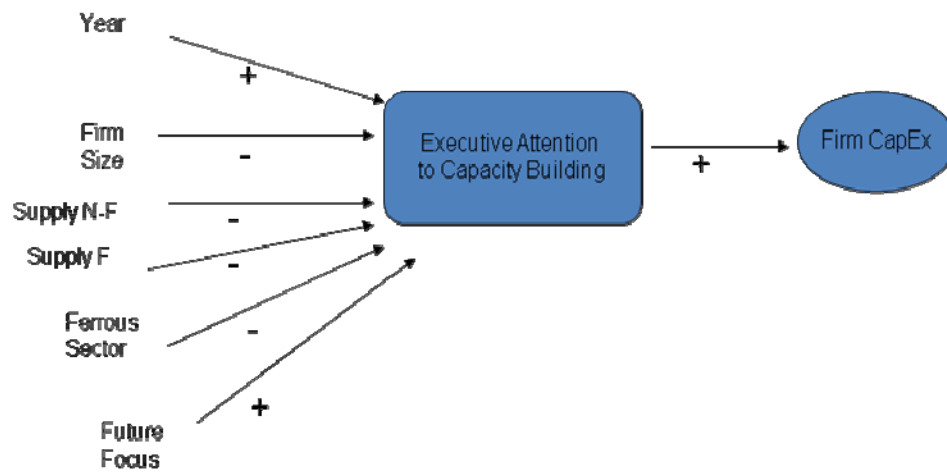 Year
+
Firm
Size
-
Executive Attention
to Capacity Building
+
Firm CapEx
Supply N-F
-
Supply F
-
Ferrous
Sector
-
Future
Focus
+